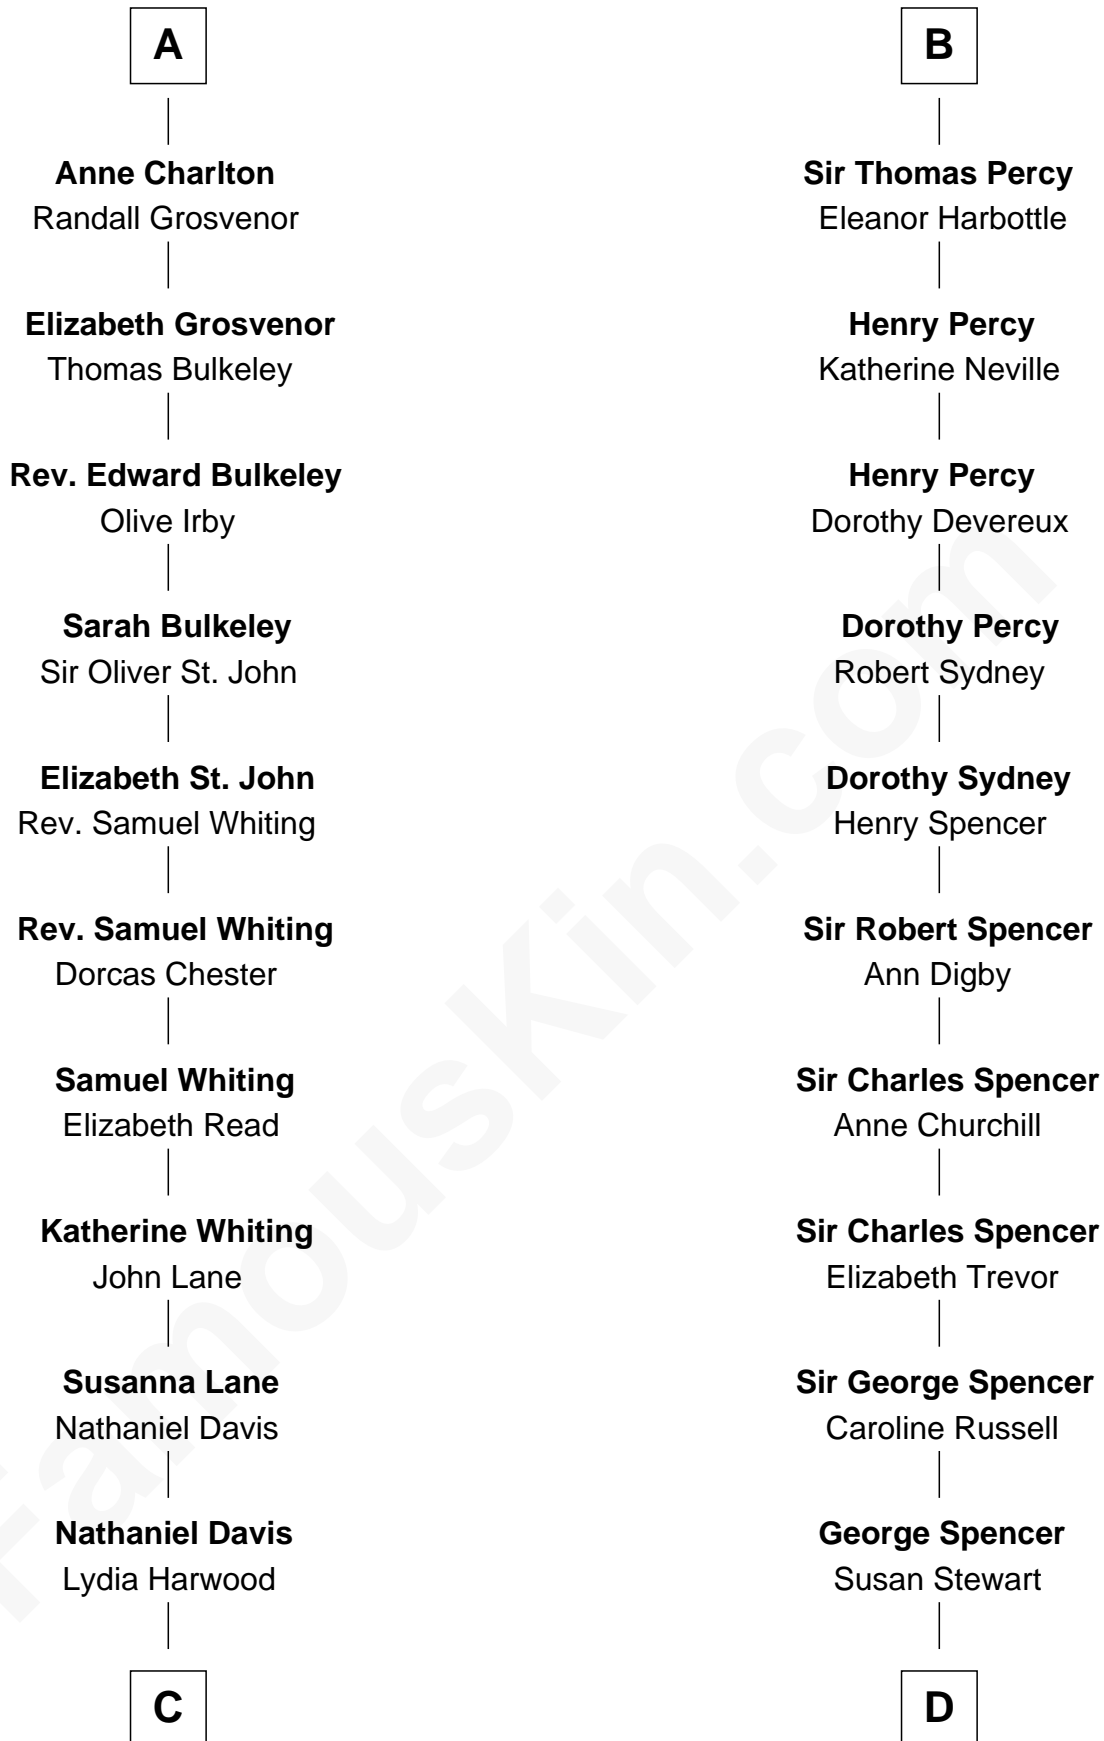 A
Anne Charlton
Randall Grosvenor
Elizabeth Grosvenor
Thomas Bulkeley
Rev. Edward Bulkeley
Olive Irby
Sarah Bulkeley
Sir Oliver St. John
Elizabeth St. John
Rev. Samuel Whiting
Rev. Samuel Whiting
Dorcas Chester
Samuel Whiting
Elizabeth Read
Katherine Whiting
John Lane
Susanna Lane
Nathaniel Davis
Nathaniel Davis
Lydia Harwood
C
B
Sir Thomas Percy
Eleanor Harbottle
Henry Percy
Katherine Neville
Henry Percy
Dorothy Devereux
Dorothy Percy
Robert Sydney
Dorothy Sydney
Henry Spencer
Sir Robert Spencer
Ann Digby
Sir Charles Spencer
Anne Churchill
Sir Charles Spencer
Elizabeth Trevor
Sir George Spencer
Caroline Russell
George Spencer
Susan Stewart
D
FamousKin.com